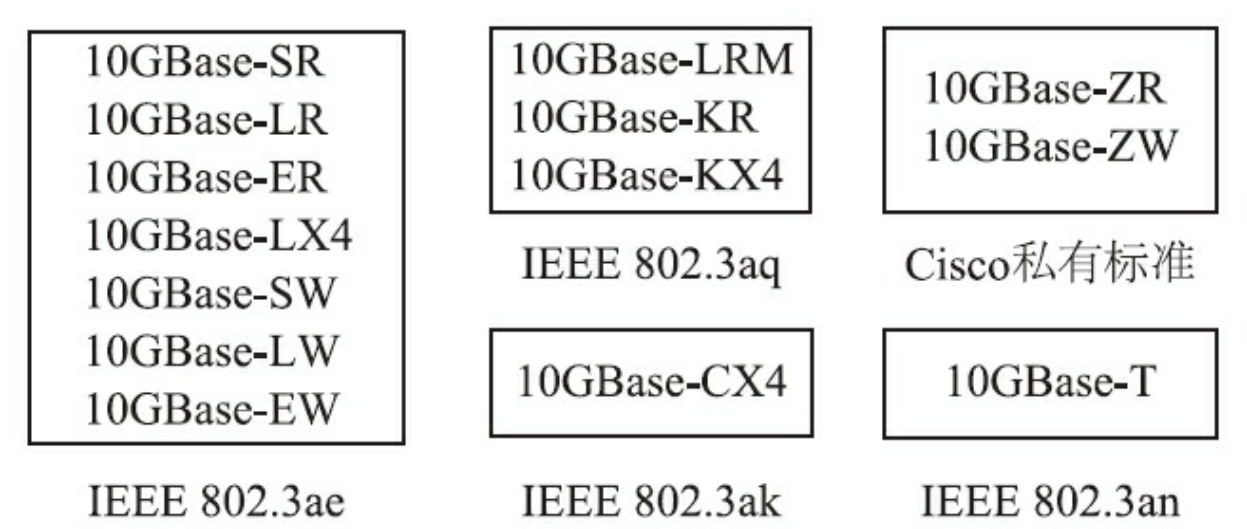 10GBase-SR
10GBase-LR
10GBase-ER
10GBase-LX4
10GBase-SW
10GBase-LW
10GBase-EW
IEEE 802.3ae
10GBase-LRM
10GBase-KR
10GBase-KX4
IEEE 802.3aq
10GBase-CX4
IEEE 802.3ak
10GBase-ZR
10GBase-ZW
Cisco私有标准
10GBase-T
IEEE 802.3an